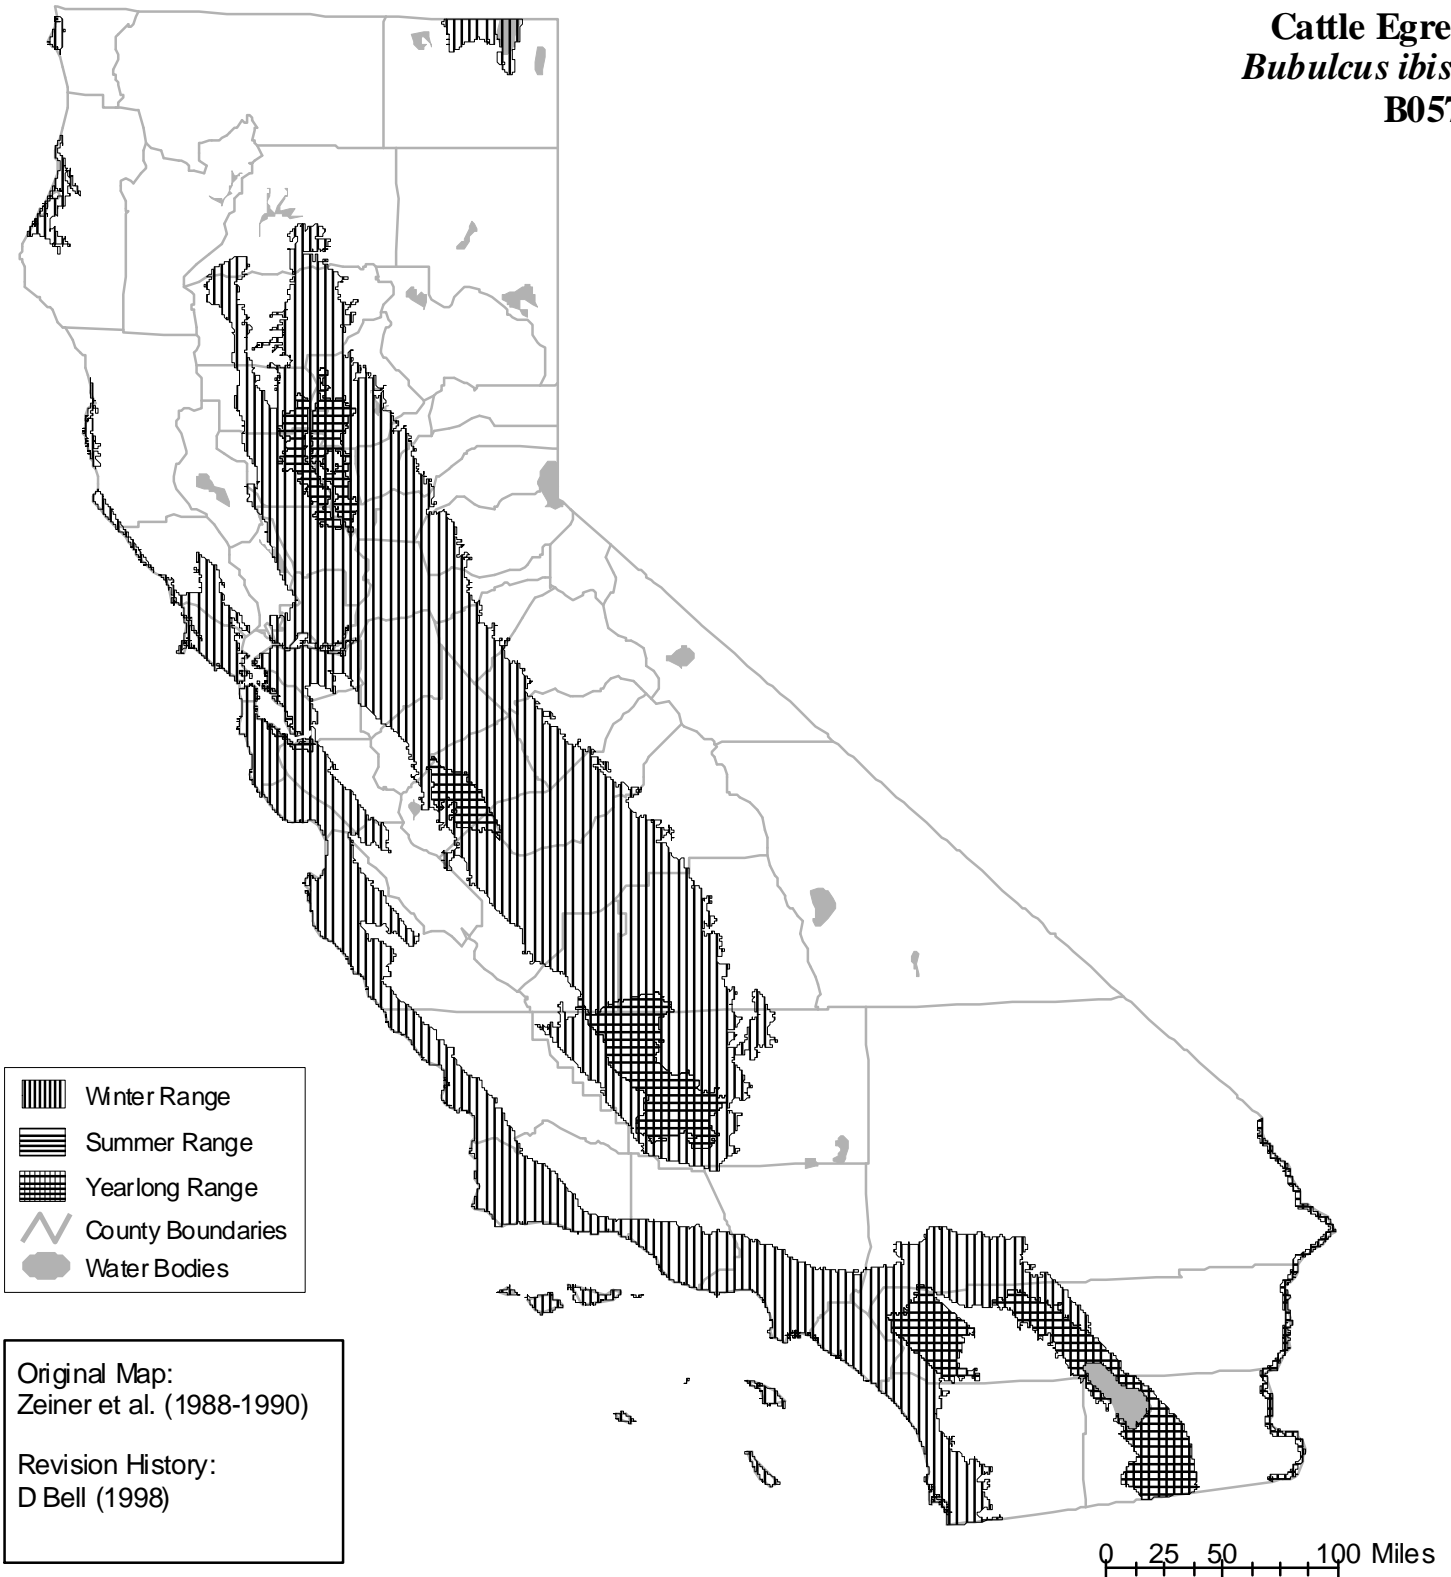 Cattle Egre
Bubulcus ibis
B057
Winter Range
Summer Range
Yearlong Range
County Boundaries
Water Bodies
Original Map:
Zeiner et al. (1988-1990)
Revision History:
D Bell (1998)
0 25 50 100 Miles